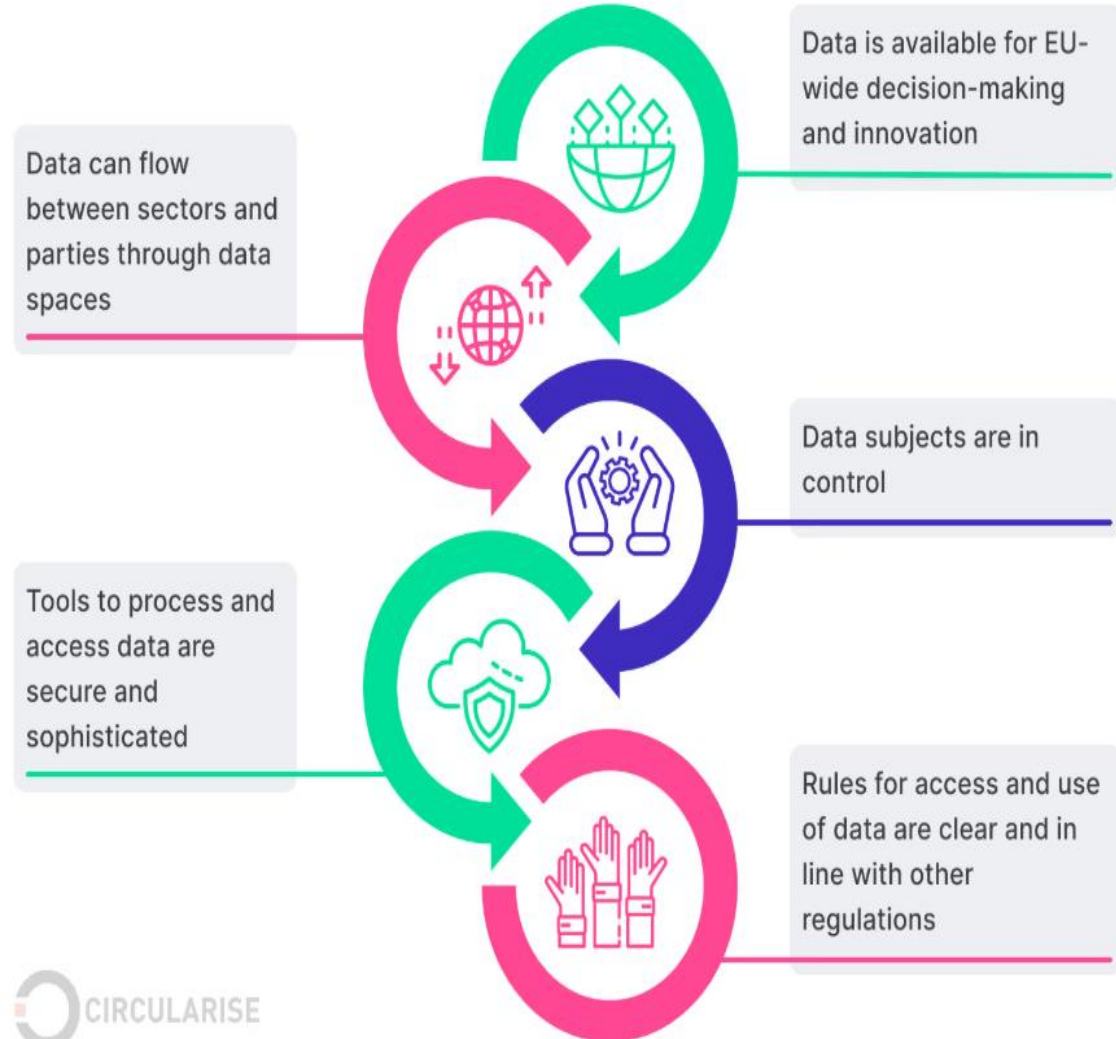 Data is available for EU-
wide decision-making
and innovation
Data can flow
between sectors and
parties through data
spaces
Data subjects are in
control
Tools to process and
access data are
secure and
sophisticated
Rules for access and use
of data are clear and in
line with other
regulations
CIRCULARISE